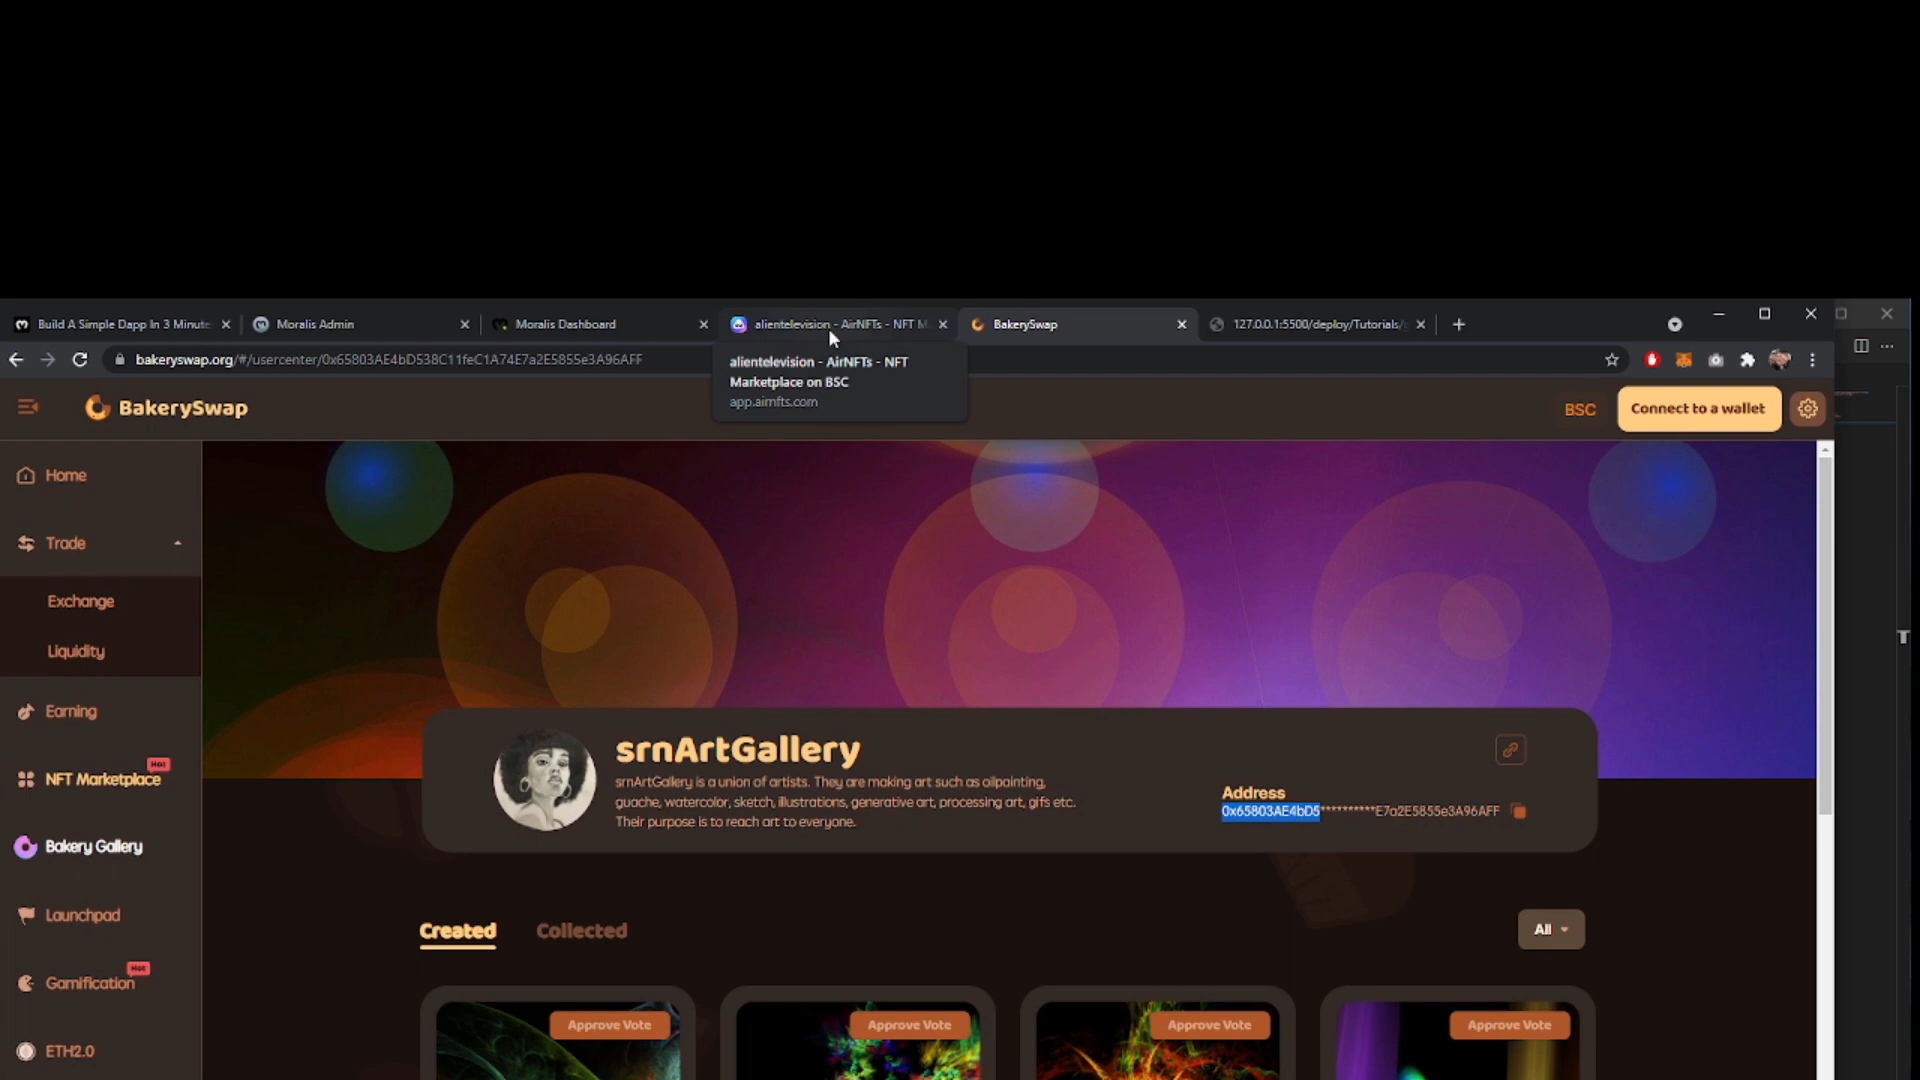 Build A Simple Dapp In 3 Minute
Moralis Admin
Moralis Dashboard
alientelevision - AirNFTs - NFT M
BakerySwap
127.0.0.1:5500/deploy/Tutorials/
bakeryswap.org/#/usercenter/0x65803AE4bD538C11feC1A74E7a2E5855e3A96AFF
alientelevision - AirNFTs - NFT
Marketplace on BSC
app.airnfts.com
BakerySwap
BSC
Connect to a wallet
Home
Trade
Exchange
Liquidity
Earning
Hot
NFT Marketplace
Bakery Gallery
Launchpad
Hot
Gamification
ETH2.0
srnArtGallery
srnArtGallery is a union of artists. They are making art such as oilpainting,
guache, watercolor, sketch, illustrations, generative art, processing art, gifs etc.
Their purpose is to reach art to everyone.
Address
0x65803AE4bD5**********E7a2E5855e3A96AFF
Created
Collected
All
Approve Vote
Approve Vote
Approve Vote
Approve Vote